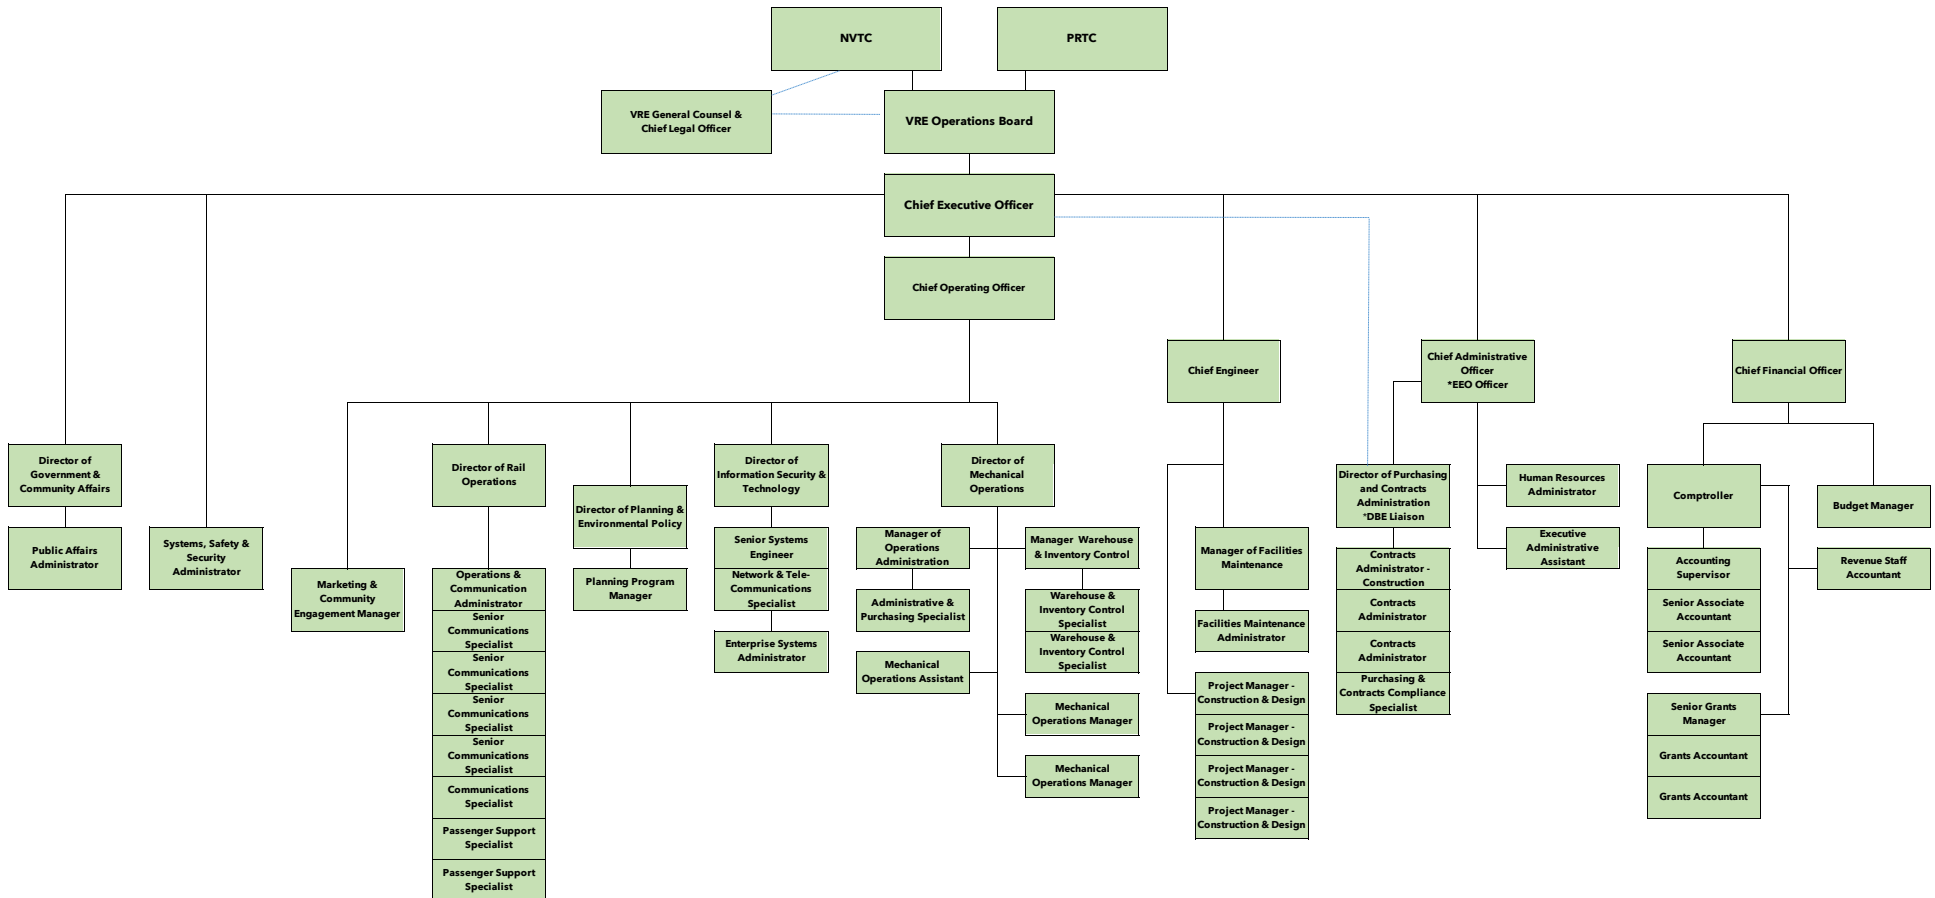 NVTC
PRTC
VRE General Counsel &
Chief Legal Officer
VRE Operations Board
Chief Executive Officer
Chief Operating Officer
Chief Engineer
Chief Administrative
Officer
*EEO Officer
Chief Financial Officer
Director of
Government &
Community Affairs
Public Affairs
Administrator
Systems, Safety &
Security
Administrator
Marketing &
Community
Engagement Manager
Director of Rail
Operations
Operations &
Communication
Administrator
Senior
Communications
Specialist
Senior
Communications
Specialist
Senior
Communications
Specialist
Senior
Communications
Specialist
Communications
Specialist
Passenger Support
Specialist
Passenger Support
Specialist
Director of Planning &
Environmental Policy
Planning Program
Manager
Director of
Information Security &
Technology
Senior Systems
Engineer
Network & Tele-
Communications
Specialist
Enterprise Systems
Administrator
Director of
Mechanical
Operations
Manager of
Operations
Administration
Administrative &
Purchasing Specialist
Mechanical
Operations Assistant
Manager Warehouse
& Inventory Control
Warehouse &
Inventory Control
Specialist
Warehouse &
Inventory Control
Specialist
Mechanical
Operations Manager
Mechanical
Operations Manager
Manager of Facilities
Maintenance
Facilities Maintenance
Administrator
Project Manager -
Construction & Design
Project Manager -
Construction & Design
Project Manager -
Construction & Design
Project Manager -
Construction & Design
Director of Purchasing
and Contracts
Administration
*DBE Liaison
Contracts
Administrator -
Construction
Contracts
Administrator
Contracts
Administrator
Purchasing &
Contracts Compliance
Specialist
Human Resources
Administrator
Executive
Administrative
Assistant
Comptroller
Accounting
Supervisor
Senior Associate
Accountant
Senior Associate
Accountant
Senior Grants
Manager
Grants Accountant
Grants Accountant
Budget Manager
Revenue Staff
Accountant